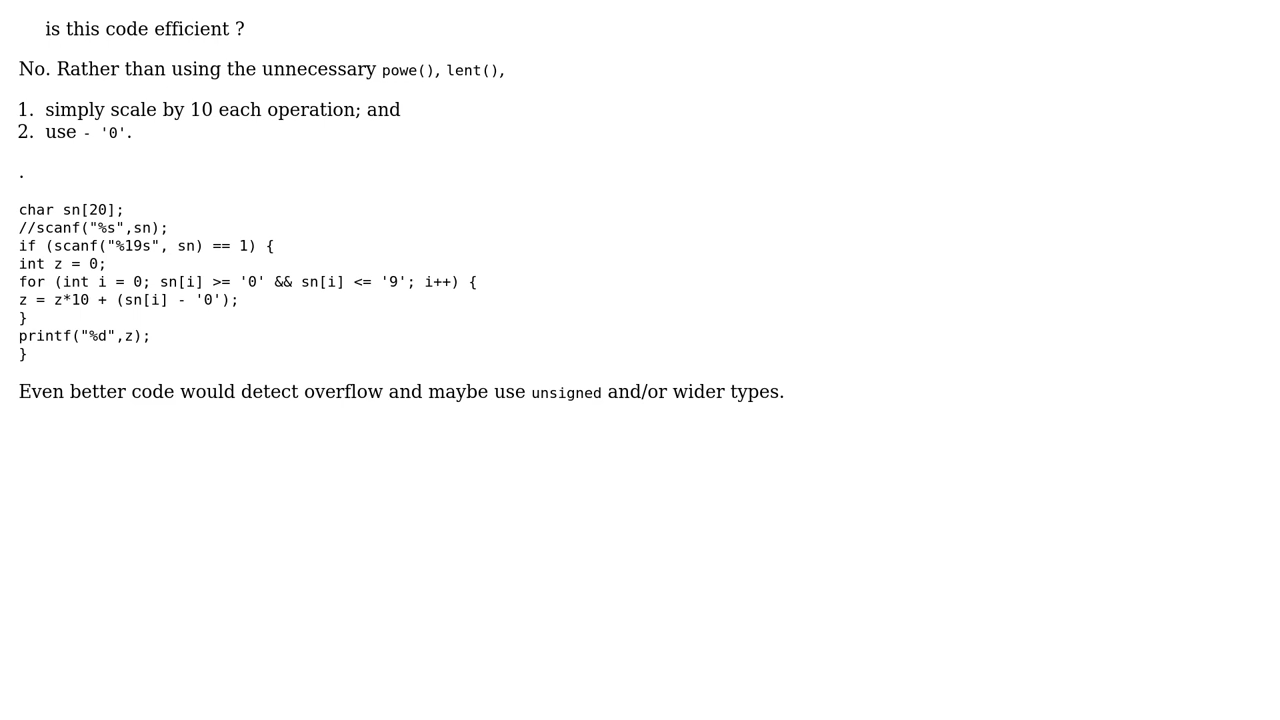 is this code efficient ?
No. Rather than using the unnecessary powe(), lent(),
1. simply scale by 10 each operation; and
2. use - '0'.
.
char sn[20];
//scanf("%s",sn);
if (scanf("%19s", sn) == 1) {
int z = 0;
for (int i = 0; sn[i] >= '0' && sn[i] <= '9'; i++) {
z = z*10 + (sn[i] - '0');
}
printf("%d",z);
}
Even better code would detect overflow and maybe use unsigned and/or wider types.